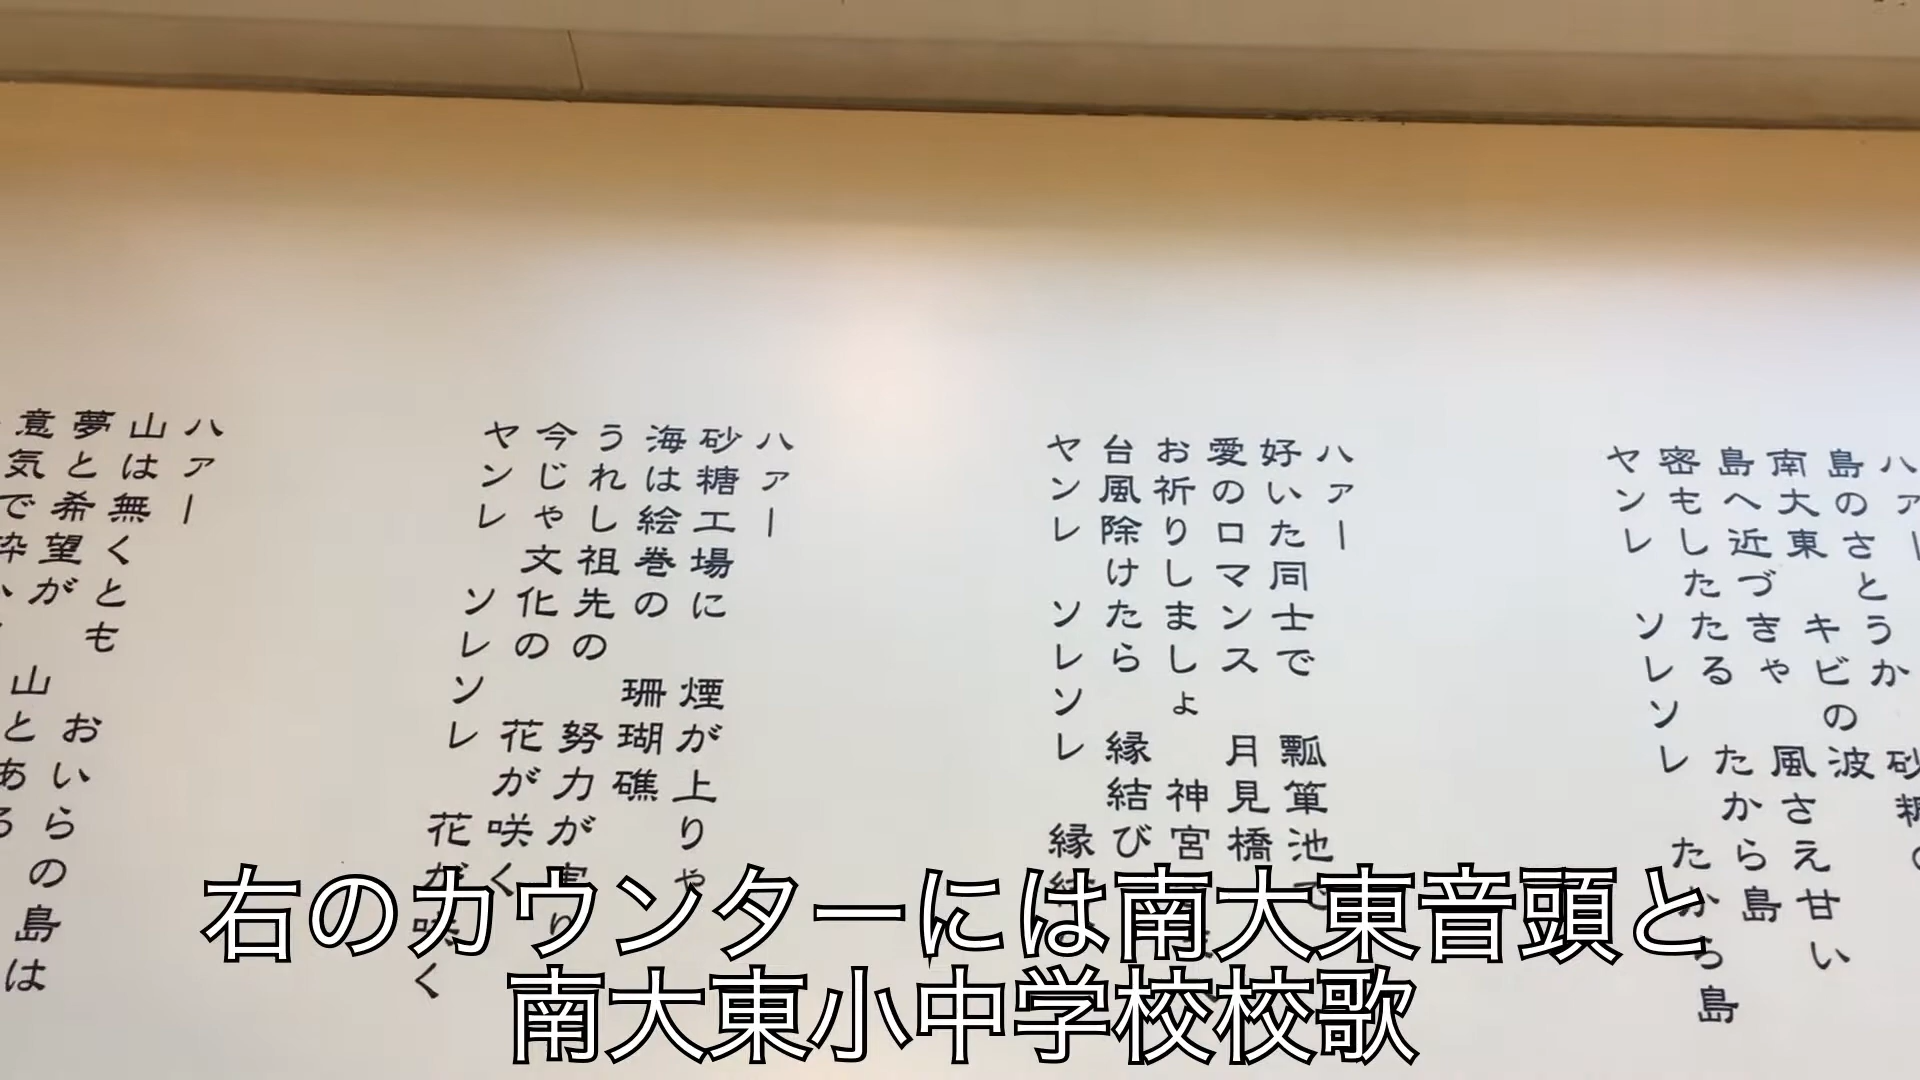 ハァー
島のさとうか 砂糖の
南大東 キビの波
島へ近づきゃ 風さえ甘い
密もしたたる たから島
ヤンレ ソレソレ たから島
ハァー
好いた同士で 瓢箪池で
愛のロマンス 月見橋
お祈りしましょ 神宮
台風除けたら 縁結び
ヤンレ ソレソレ 縁結
ハァー
砂糖工場に 煙が上りゃ
海は絵巻の 珊瑚礁
うれし祖先の 努力が実り
今じゃ文化の 花が咲く
ヤンレ ソレソレ 花が咲く
ハァー
山は無くとも おいらの島は
夢と希望が 山とある
意気で
右のカウンターには南大東音頭と
南大東小中学校校歌